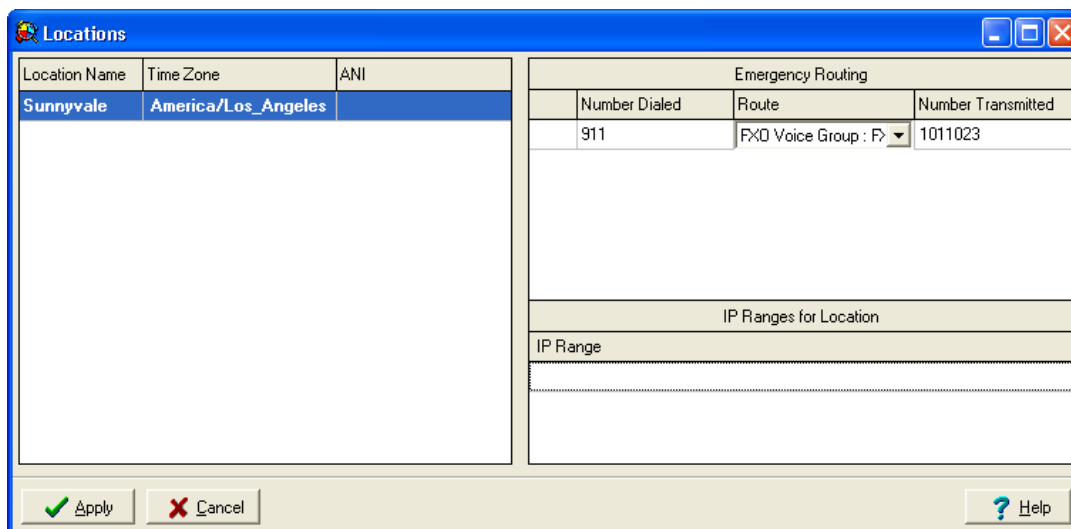 Locations
Location Name Time Zone ANI
Sunnyvale America/Los_Angeles
Emergency Routing
Number Dialed Route Number Transmitted
911 FXO Voice Group : 1011023
IP Ranges for Location
IP Range
Apply Cancel Help